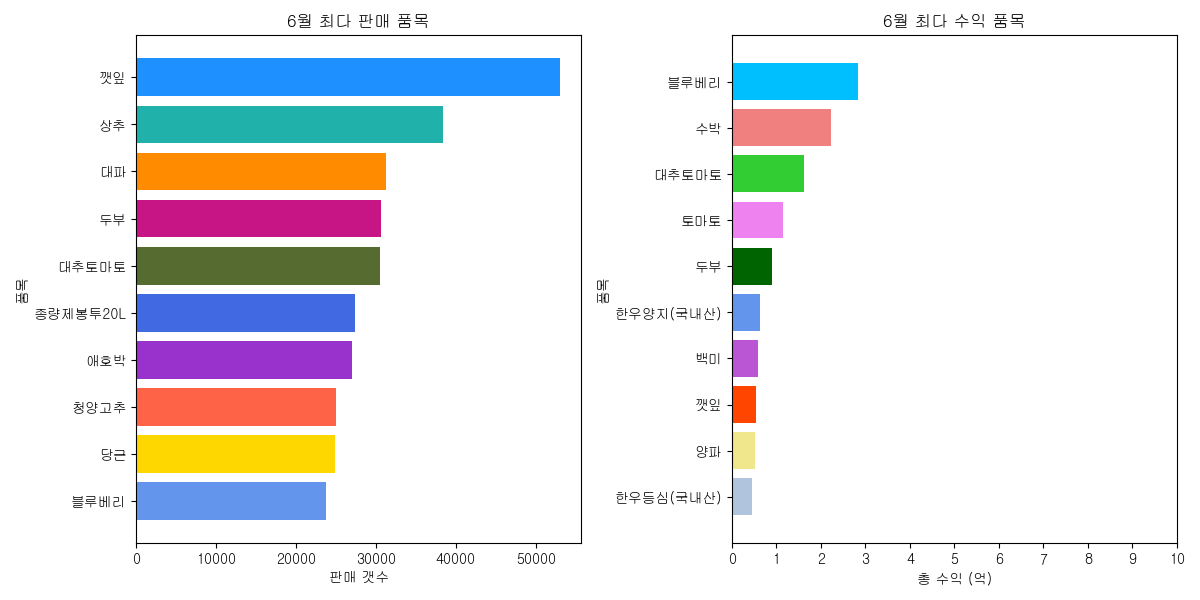 6월 최다 판매 품목
품목
깻잎
상추
대파
두부
대추토마토
종량제봉투20L
애호박
청양고추
당근
블루베리
0 10000 20000 30000 40000 50000
판매 갯수
6월 최다 수익 품목
품목
블루베리
수박
대추토마토
토마토
두부
한우양지(국내산)
백미
깻잎
양파
한우등심(국내산)
0 1 2 3 4 5 6 7 8 9 10
총 수익 (억)